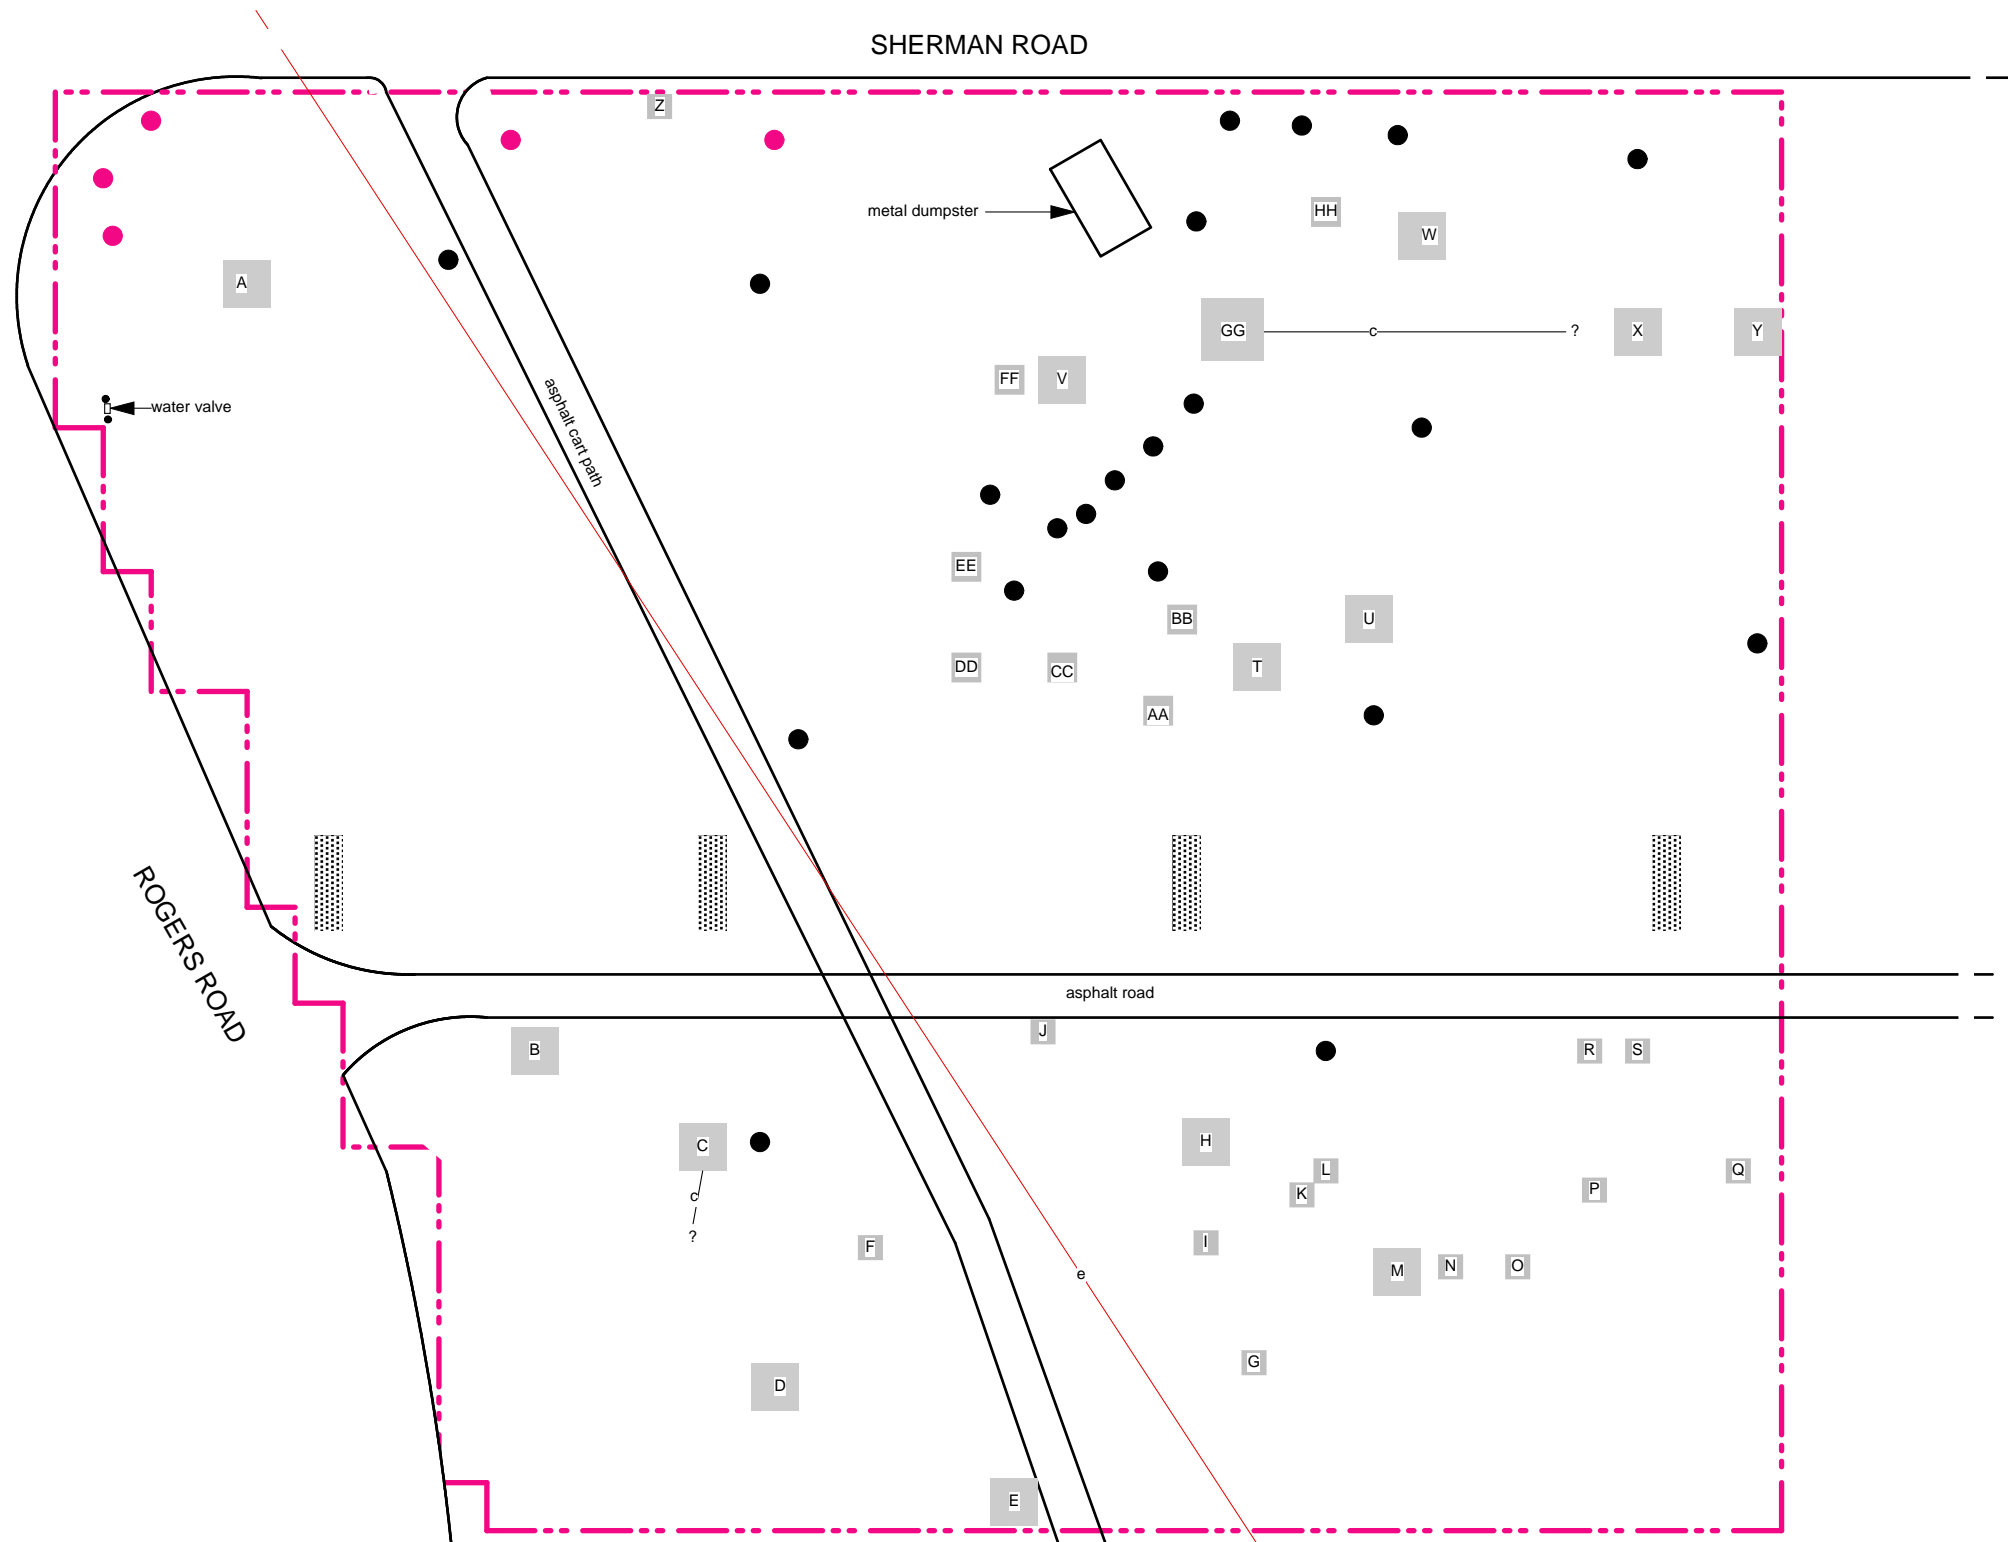 SHERMAN ROAD
Z
metal dumpster
HH
W
A
GG
c
?
X
Y
FF
V
water valve
asphalt cart path
EE
BB
U
DD
CC
T
AA
ROGERS ROAD
asphalt road
J
B
R
S
H
C
L
Q
K
P
c
?
F
I
e
M
N
O
G
D
E